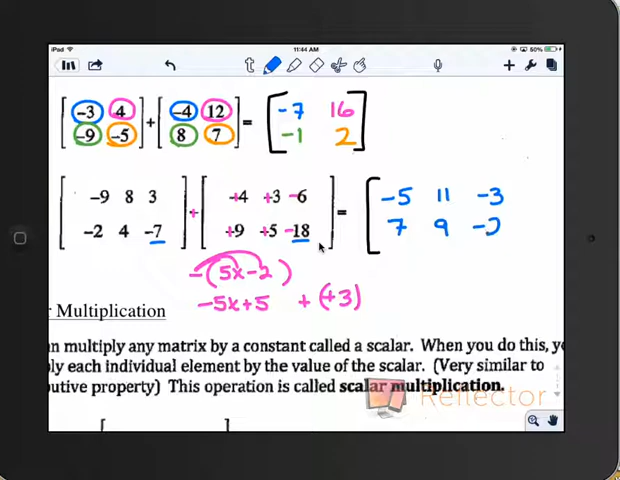 iPad 11:44 AM 50%
t
[-3 4] + [-4 12] = [-7 16]
[-9 -5] [8 7] [-1 2]
[-9 8 3] + [+4 +3 -6] = [-5 11 -3
[-2 4 -7] [+9 +5 -18] [7 9 -2
-(5x-2)
-5x+5 +(+3)
r Multiplication
n multiply any matrix by a constant called a scalar. When you do this, y
ply each individual element by the value of the scalar. (Very similar to
butive property) This operation is called scalar multiplication.
Reflector